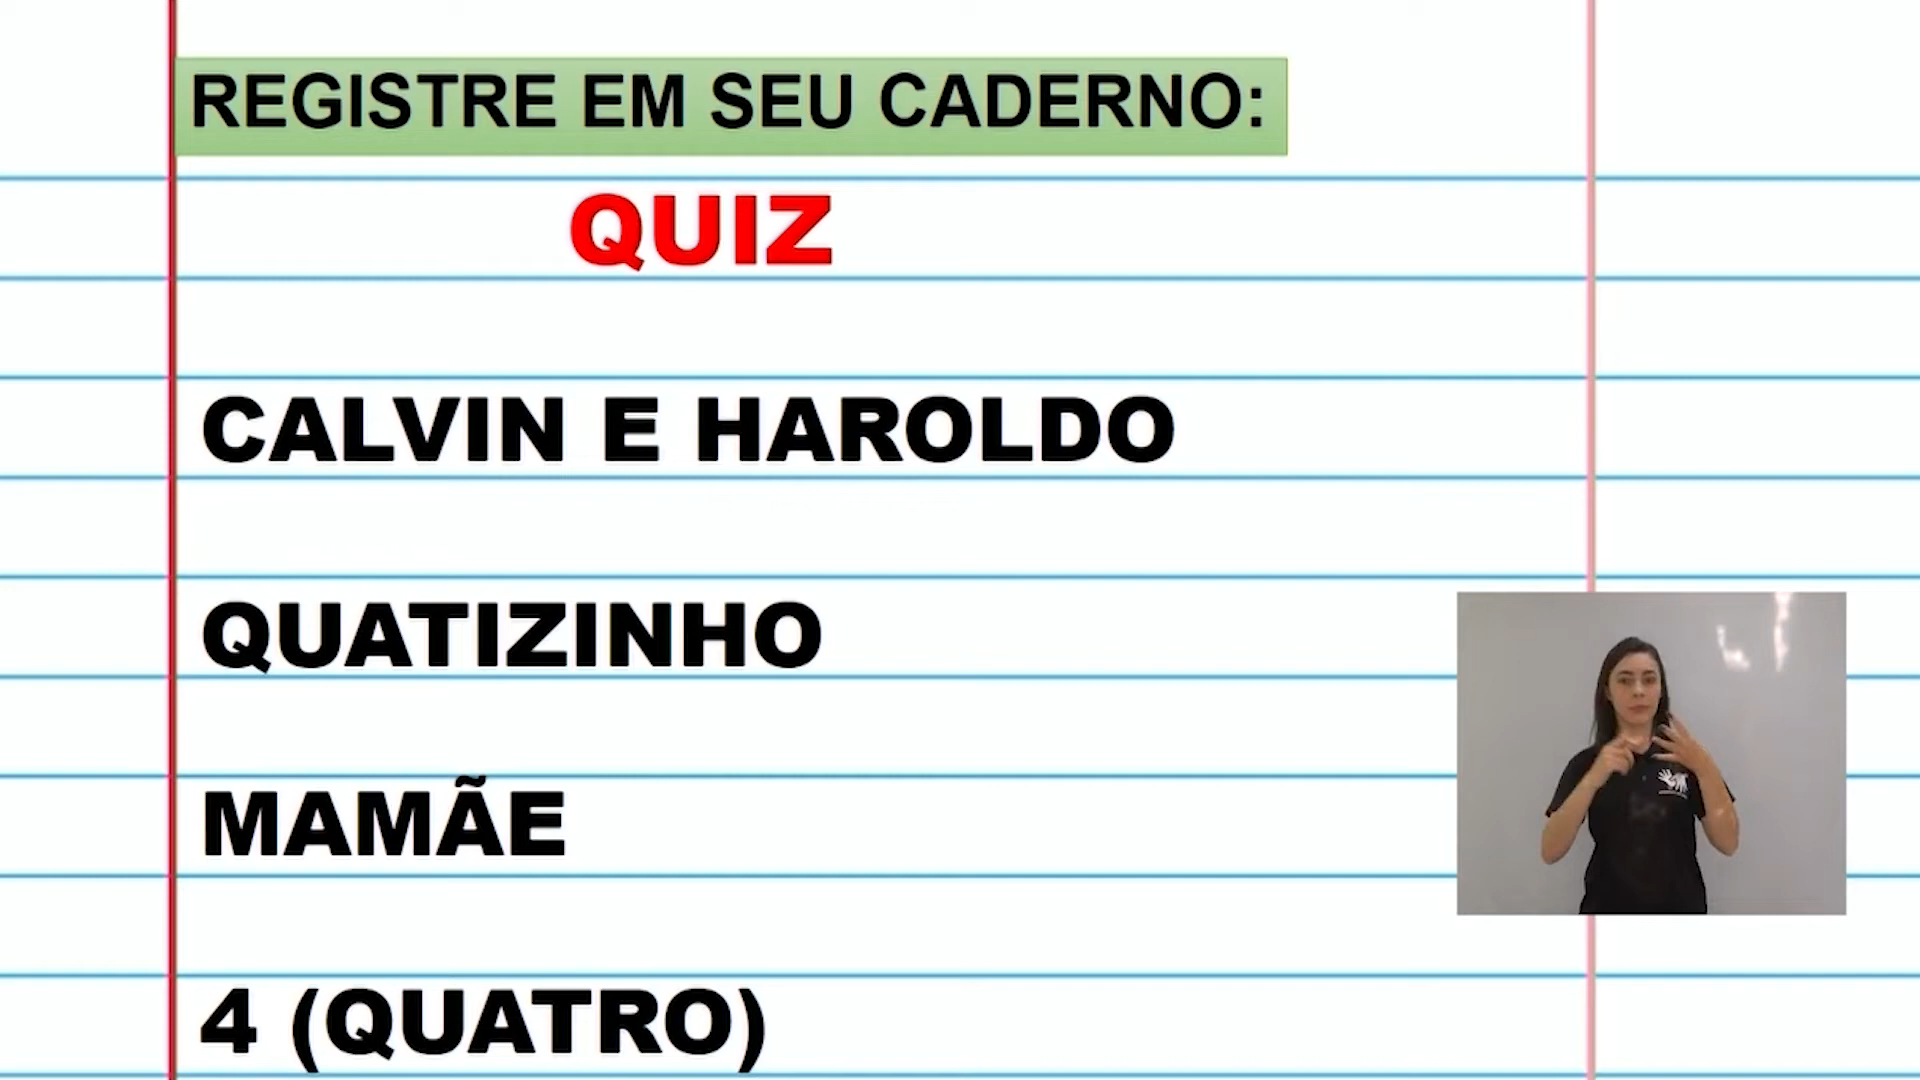 REGISTRE EM SEU CADERNO:
QUIZ
CALVIN E HAROLDO
QUATIZINHO
MAMÃE
4 (QUATRO)